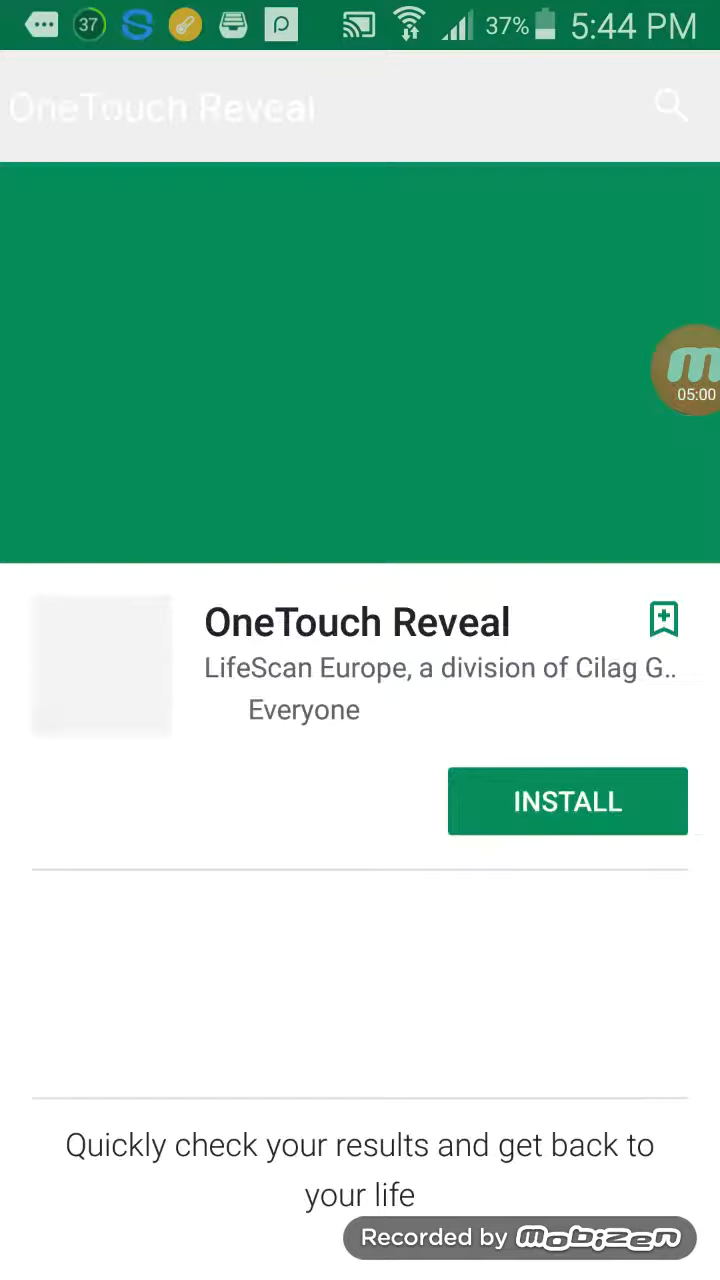 37 37% 5:44 PM
OneTouch Reveal
05:00
OneTouch Reveal
LifeScan Europe, a division of Cilag G..
Everyone
INSTALL
Quickly check your results and get back to
your life
Recorded by mobizen